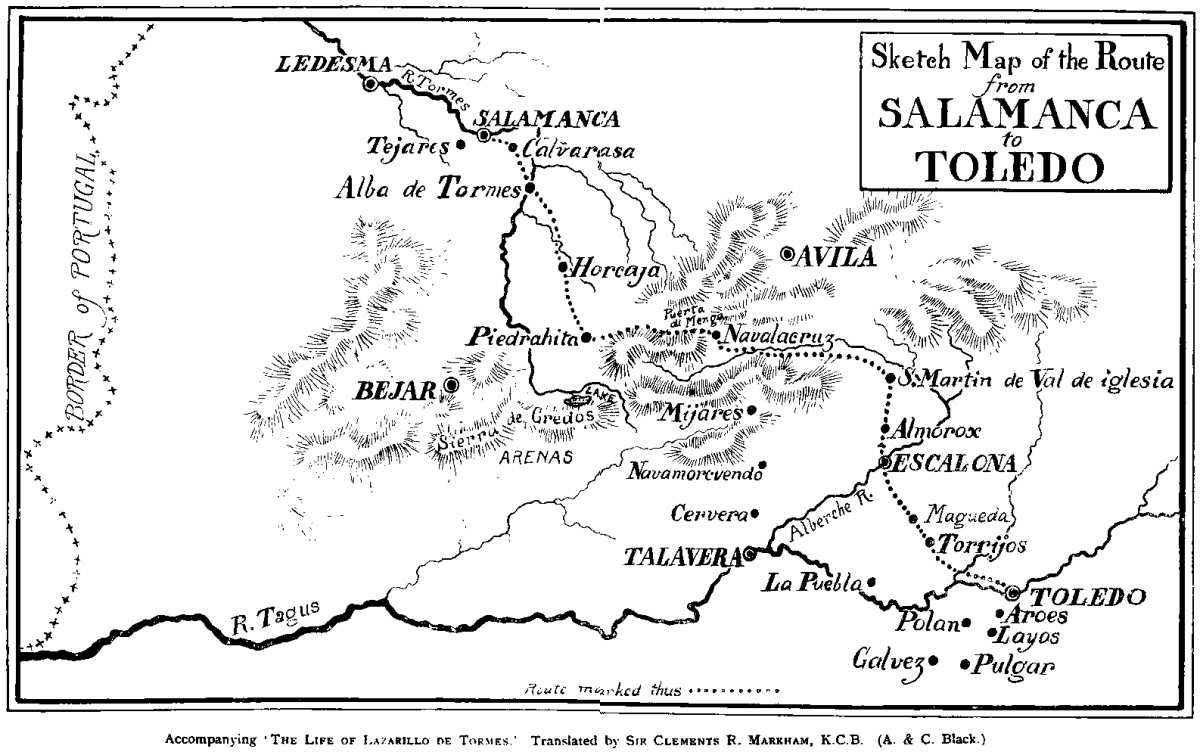 Sketch Map of the Route
from
SALAMANCA
to
TOLEDO
LEDESMA
R. Tormes
SALAMANCA
Tejares
Calvarasa
Alba de Tormes
BORDER of PORTUGAL
AVILA
Horcaja
Puerta
de Menga
Piedrahita
Navalacruz
BEJAR
S. Martin de Val de iglesia
LAKE
Sierra de Gredos
Mijares
Almorox
ARENAS
ESCALONA
Navamorcuendo
Cervera
Alberche R.
Maqueda
Torrijos
TALAVERA
La Puebla
TOLEDO
R. Tagus
Polan
Aroes
Layos
Galvez
Pulgar
Route marked thus
Accompanying 'THE LIFE OF LAZARILLO DE TORMES.' Translated by SIR CLEMENTS R. MARKHAM, K.C.B. (A. & C. Black.)